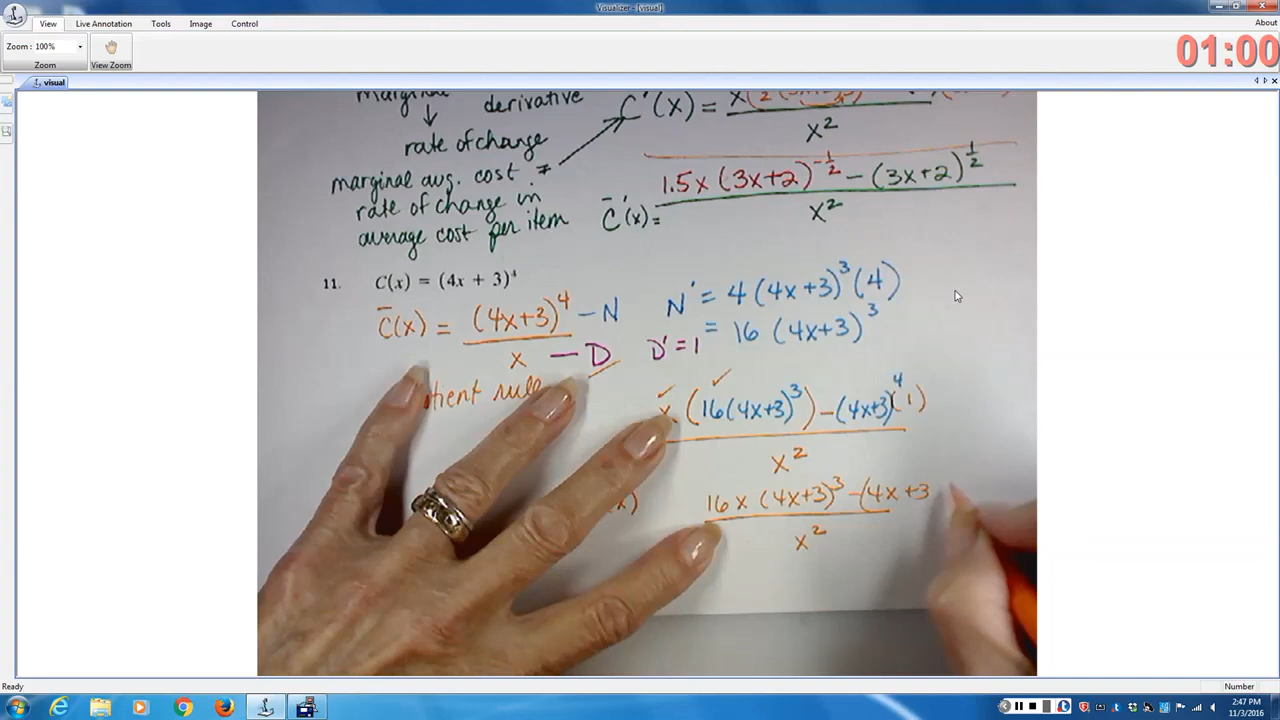 Visualizer - [visual]
View Live Annotation Tools Image Control About
Zoom : 100%
View Zoom
Zoom Zoom
01:00
visual
marginal derivative
C'(x) =
x²
rate of change
marginal avg. cost =
rate of change in
average cost per item
1.5x (3x+2)^-1/2 − (3x+2)^1/2
C̄'(x) =
x²
11. C(x) = (4x + 3)⁴
C̄(x) = (4x+3)⁴ − N
x − D
N' = 4 (4x+3)³ (4)
= 16 (4x+3)³
D' = 1
tient rule
x (16(4x+3)³) − (4x+3)⁴(1)
x²
(x) 16x (4x+3)³ − (4x+3
x²
Ready Number
2:47 PM
11/3/2016